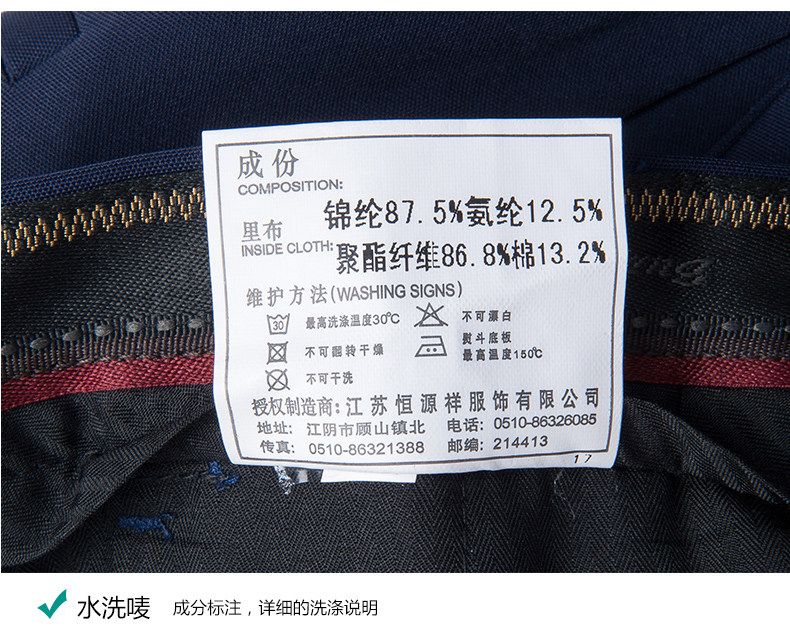 成份
COMPOSITION:
锦纶87.5%氨纶12.5%
里布
INSIDE CLOTH:
聚酯纤维86.8%棉13.2%
维护方法(WASHING SIGNS)
30 最高洗涤温度30℃ 不可漂白
不可翻转干燥 熨斗底板
最高温度150℃
不可干洗
授权制造商:江苏恒源祥服饰有限公司
地址: 江阴市顾山镇北 电话: 0510-86326085
传真: 0510-86321388 邮编: 214413
17
水洗唛 成分标注，详细的洗涤说明